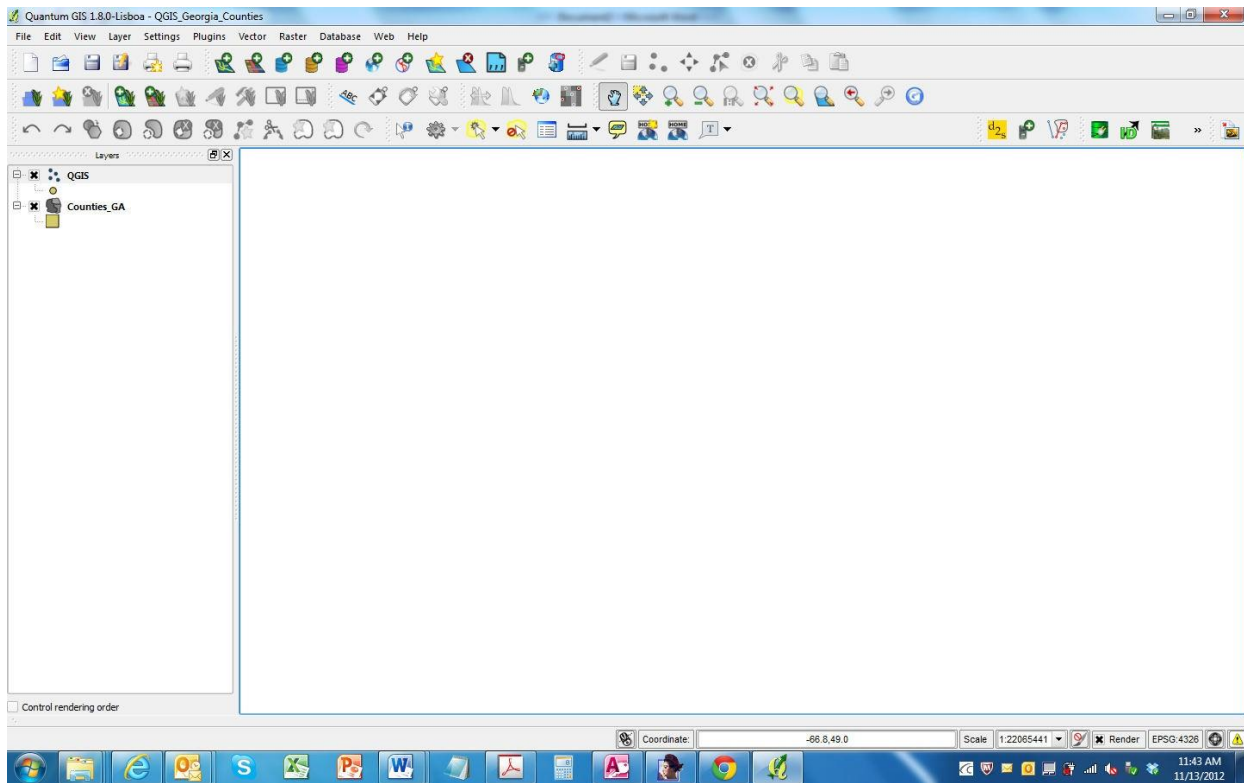 Quantum GIS 1.8.0-Lisboa - QGIS_Georgia_Counties
File Edit View Layer Settings Plugins Vector Raster Database Web Help
Layers
QGIS
Counties_GA
Control rendering order
Coordinate: -66.8,49.0 Scale 1:22065441 Render EPSG:4326
11:43 AM
11/13/2012